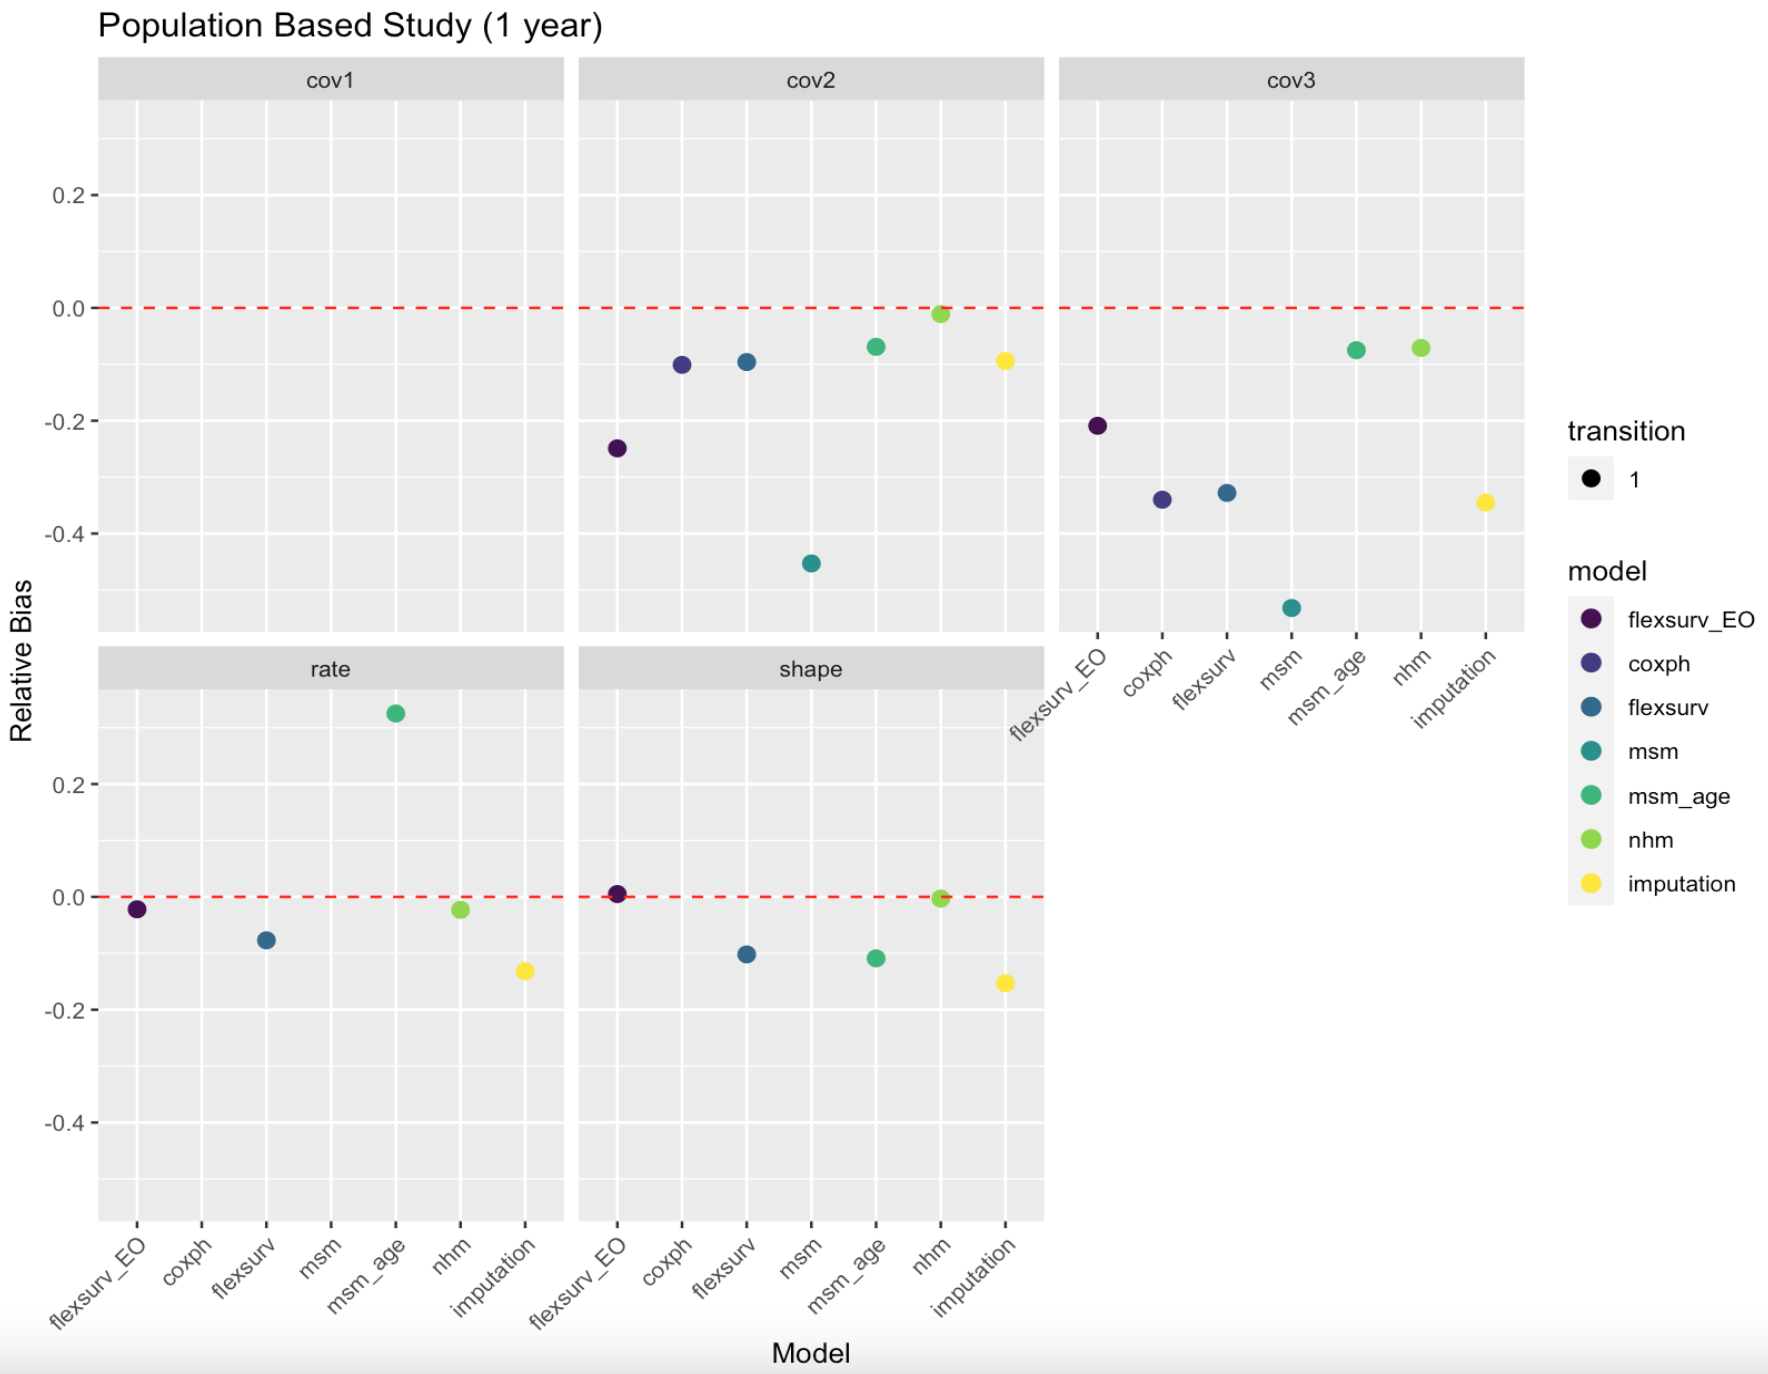 Population Based Study (1 year)
cov1
cov2
cov3
0.2
0.0
-0.2
-0.4
Relative Bias
flexsurv_EO
coxph
flexsurv
msm
msm_age
nhm
imputation
rate
shape
0.2
0.0
-0.2
-0.4
flexsurv_EO
coxph
flexsurv
msm
msm_age
nhm
imputation
flexsurv_EO
coxph
flexsurv
msm
msm_age
nhm
imputation
Model
transition
1
model
flexsurv_EO
coxph
flexsurv
msm
msm_age
nhm
imputation